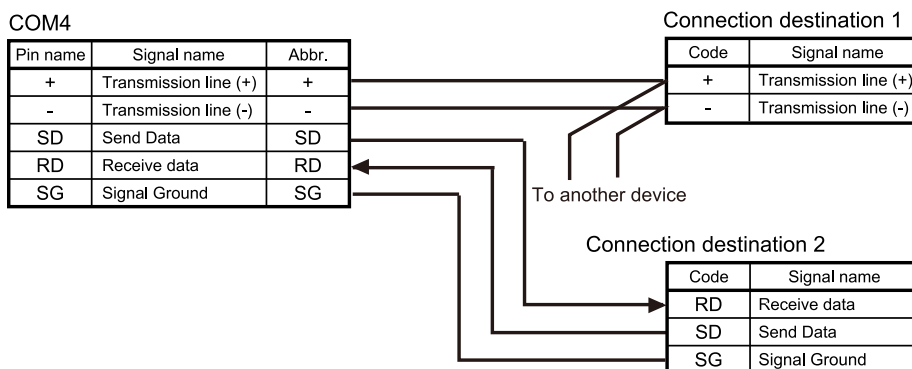 COM4
Pin name Signal name Abbr.
+ Transmission line (+) +
- Transmission line (-) -
SD Send Data SD
RD Receive data RD
SG Signal Ground SG
Connection destination 1
Code Signal name
+ Transmission line (+)
- Transmission line (-)
To another device
Connection destination 2
Code Signal name
RD Receive data
SD Send Data
SG Signal Ground